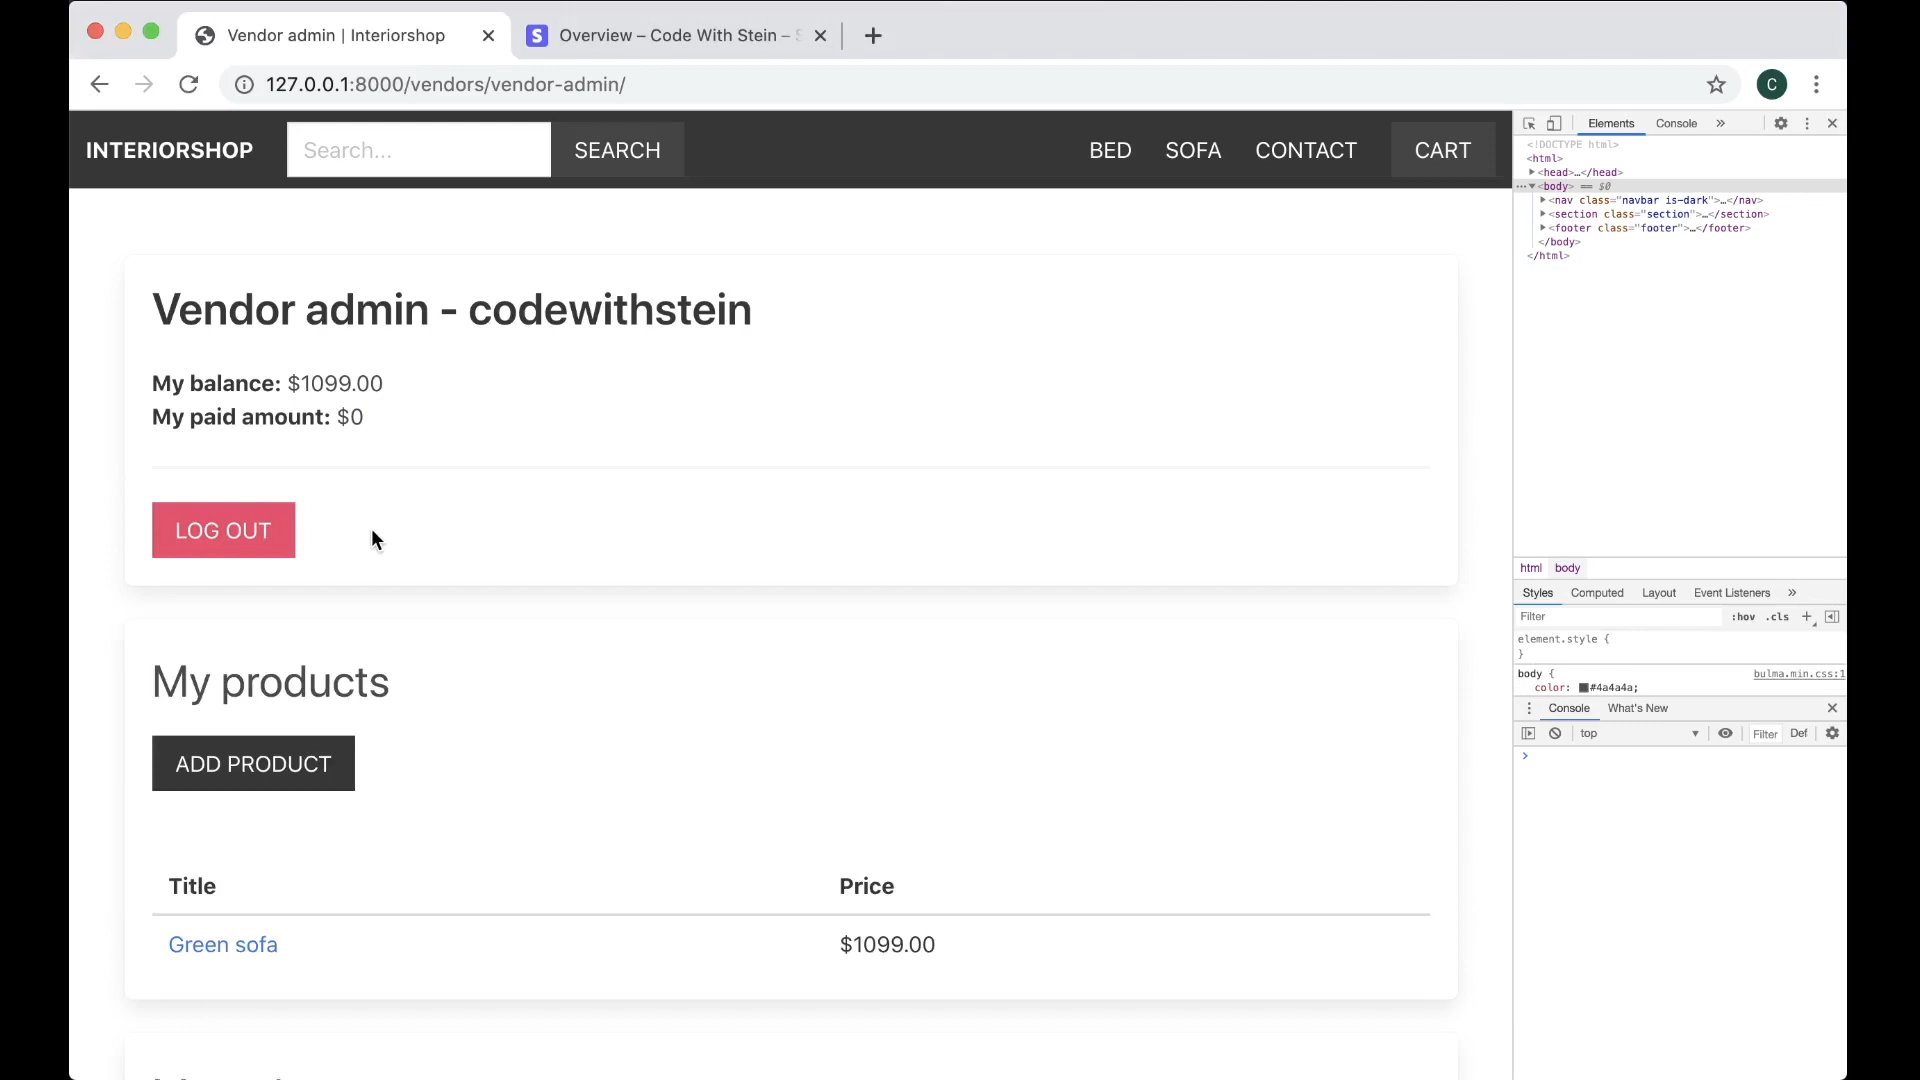 Vendor admin | Interiorshop
Overview – Code With Stein –
127.0.0.1:8000/vendors/vendor-admin/
C
INTERIORSHOP
Search...
SEARCH
BED
SOFA
CONTACT
CART
Vendor admin - codewithstein
My balance: $1099.00
My paid amount: $0
LOG OUT
My products
ADD PRODUCT
Title Price
Green sofa $1099.00
Elements Console »
<!DOCTYPE html>
<html>
<head>…</head>
<body> == $0
<nav class="navbar is-dark">…</nav>
<section class="section">…</section>
<footer class="footer">…</footer>
</body>
</html>
html body
Styles Computed Layout Event Listeners »
Filter :hov .cls +
element.style {
}
body { bulma.min.css:1
color: #4a4a4a;
Console What's New
top Filter Def